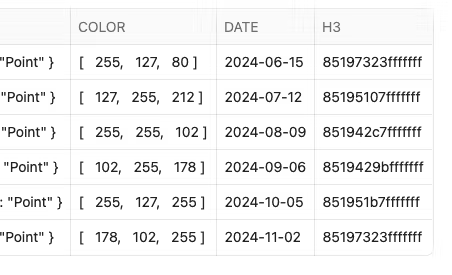 COLOR DATE H3
"Point" } [ 255, 127, 80 ] 2024-06-15 85197323fffffff
"Point" } [ 127, 255, 212 ] 2024-07-12 85195107fffffff
"Point" } [ 255, 255, 102 ] 2024-08-09 851942c7fffffff
"Point" } [ 102, 255, 178 ] 2024-09-06 8519429bfffffff
: "Point" } [ 255, 127, 255 ] 2024-10-05 851951b7fffffff
"Point" } [ 178, 102, 255 ] 2024-11-02 85197323fffffff